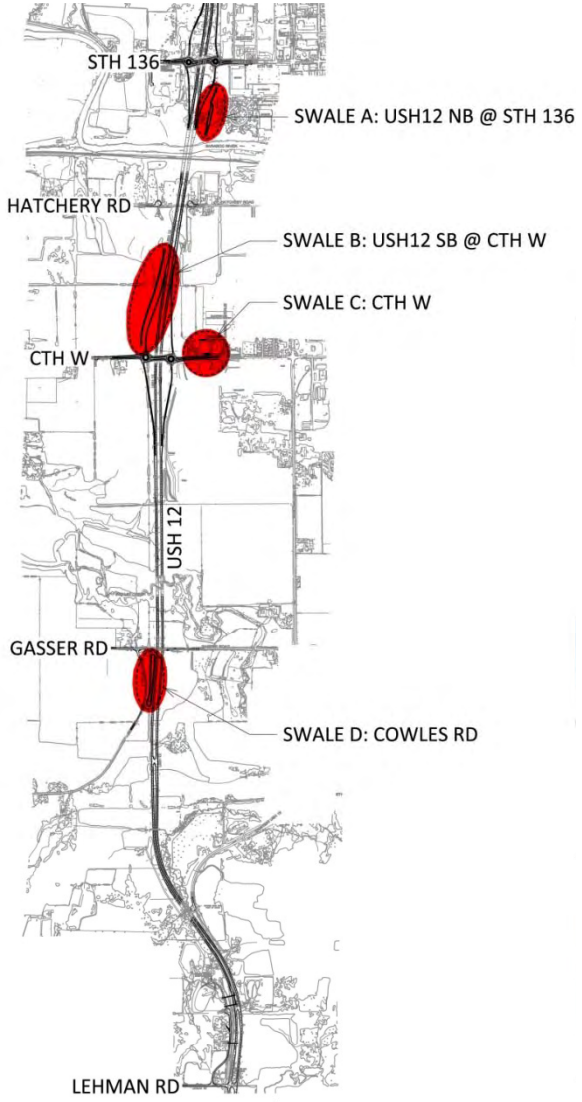 STH 136
SWALE A: USH12 NB @ STH 136
HATCHERY RD
SWALE B: USH12 SB @ CTH W
SWALE C: CTH W
CTH W
USH 12
GASSER RD
SWALE D: COWLES RD
LEHMAN RD